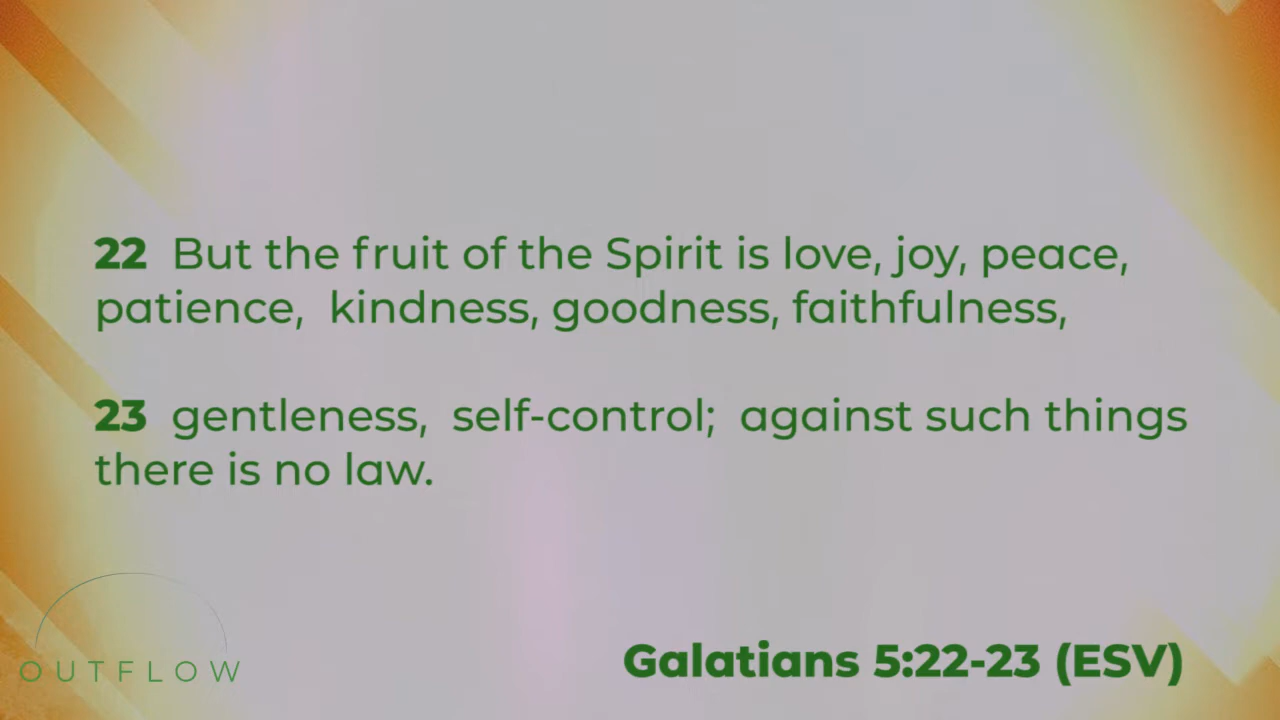 22 But the fruit of the Spirit is love, joy, peace,
patience, kindness, goodness, faithfulness,
23 gentleness, self-control; against such things
there is no law.
OUTFLOW
Galatians 5:22-23 (ESV)